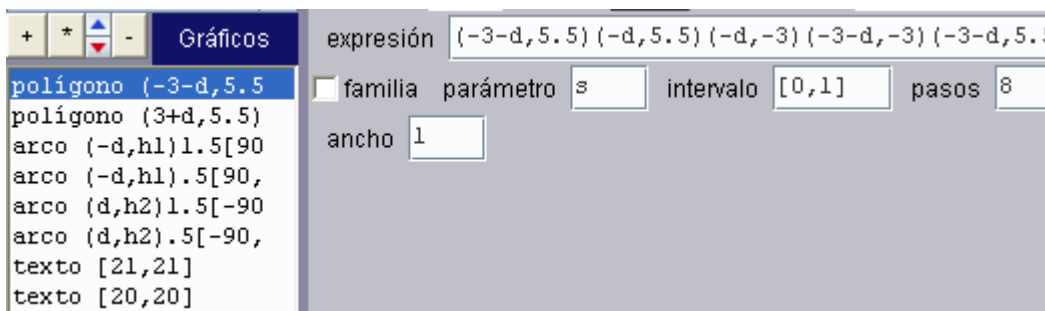 + * - Gráficos
expresión (-3-d,5.5)(-d,5.5)(-d,-3)(-3-d,-3)(-3-d,5.5
polígono (-3-d,5.5
familia parámetro s intervalo [0,1] pasos 8
polígono (3+d,5.5)
ancho 1
arco (-d,h1)1.5[90
arco (-d,h1).5[90,
arco (d,h2)1.5[-90
arco (d,h2).5[-90,
texto [21,21]
texto [20,20]